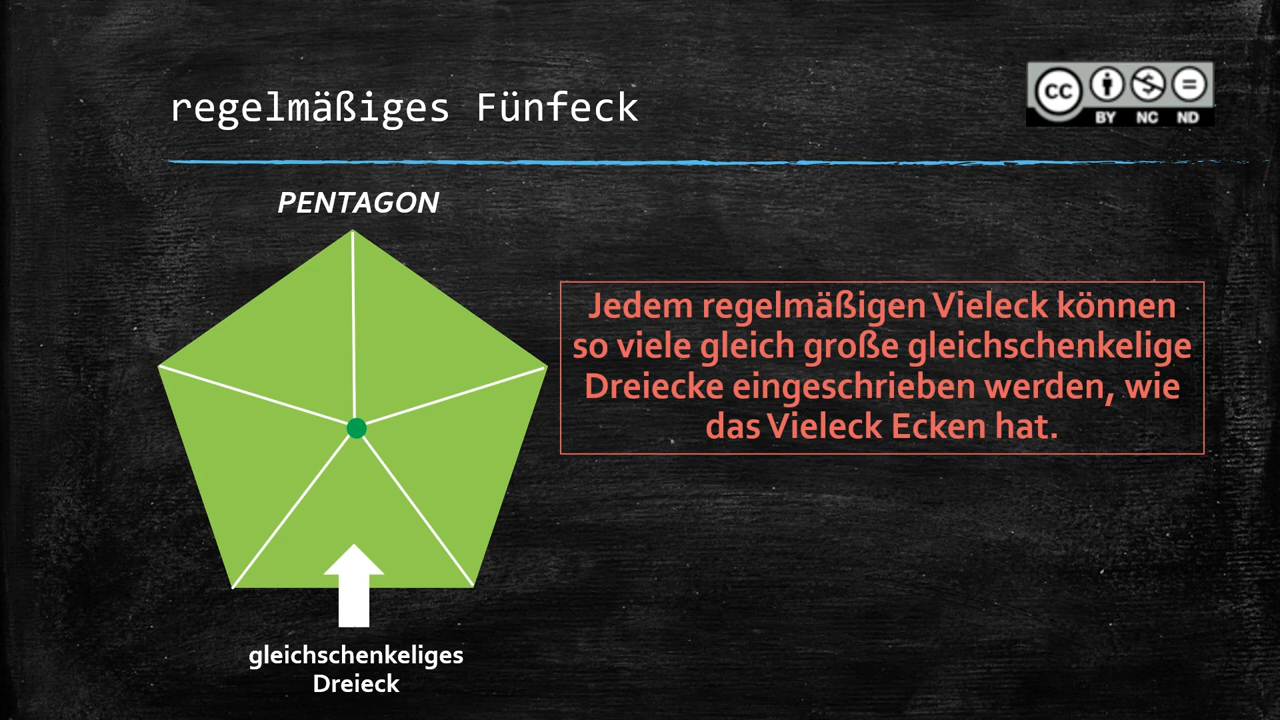 regelmäßiges Fünfeck
cc
BY NC ND
PENTAGON
Jedem regelmäßigen Vieleck können
so viele gleich große gleichschenkelige
Dreiecke eingeschrieben werden, wie
das Vieleck Ecken hat.
gleichschenkeliges
Dreieck